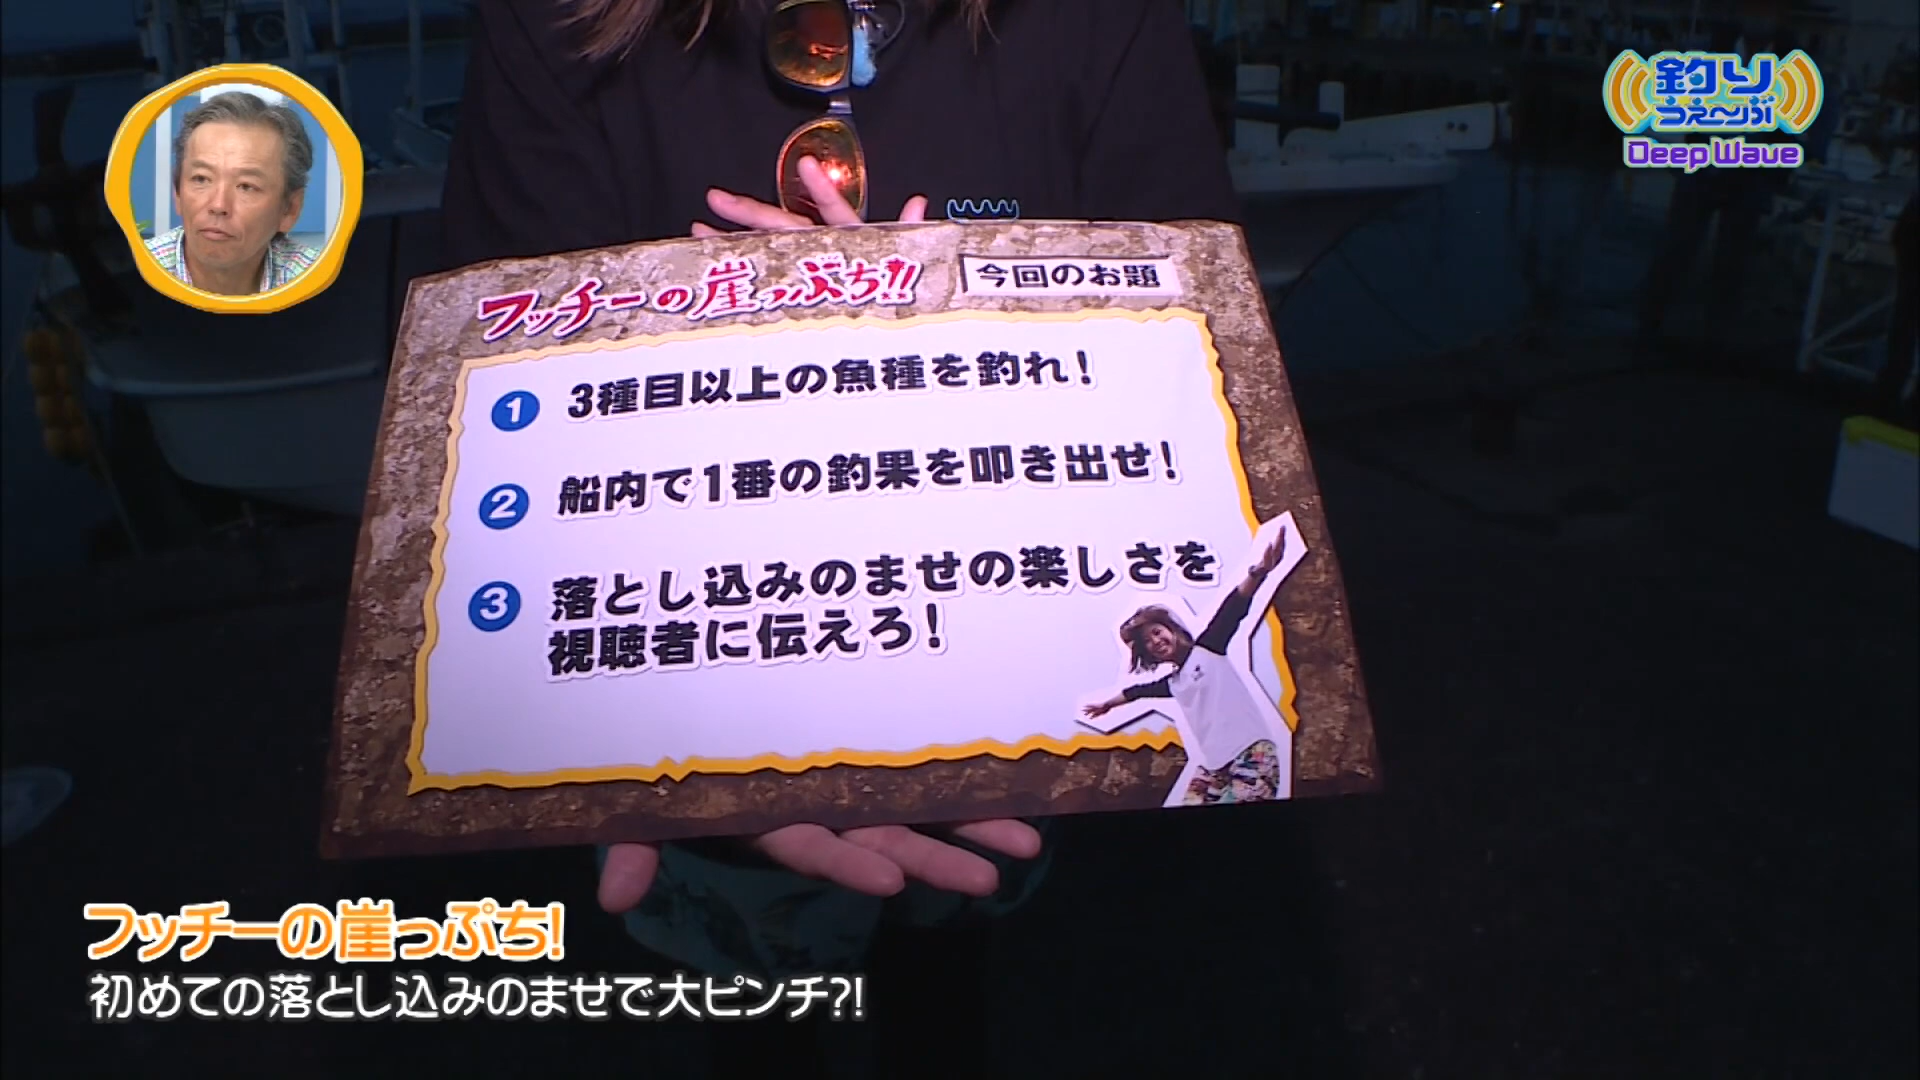 釣り
うぇ〜ぶ
Deep Wave
フッチーの崖っぷち!!
今回のお題
1 3種目以上の魚種を釣れ!
2 船内で1番の釣果を叩き出せ!
3 落とし込みのませの楽しさを
視聴者に伝えろ!
フッチーの崖っぷち!
初めての落とし込みのませで大ピンチ?!